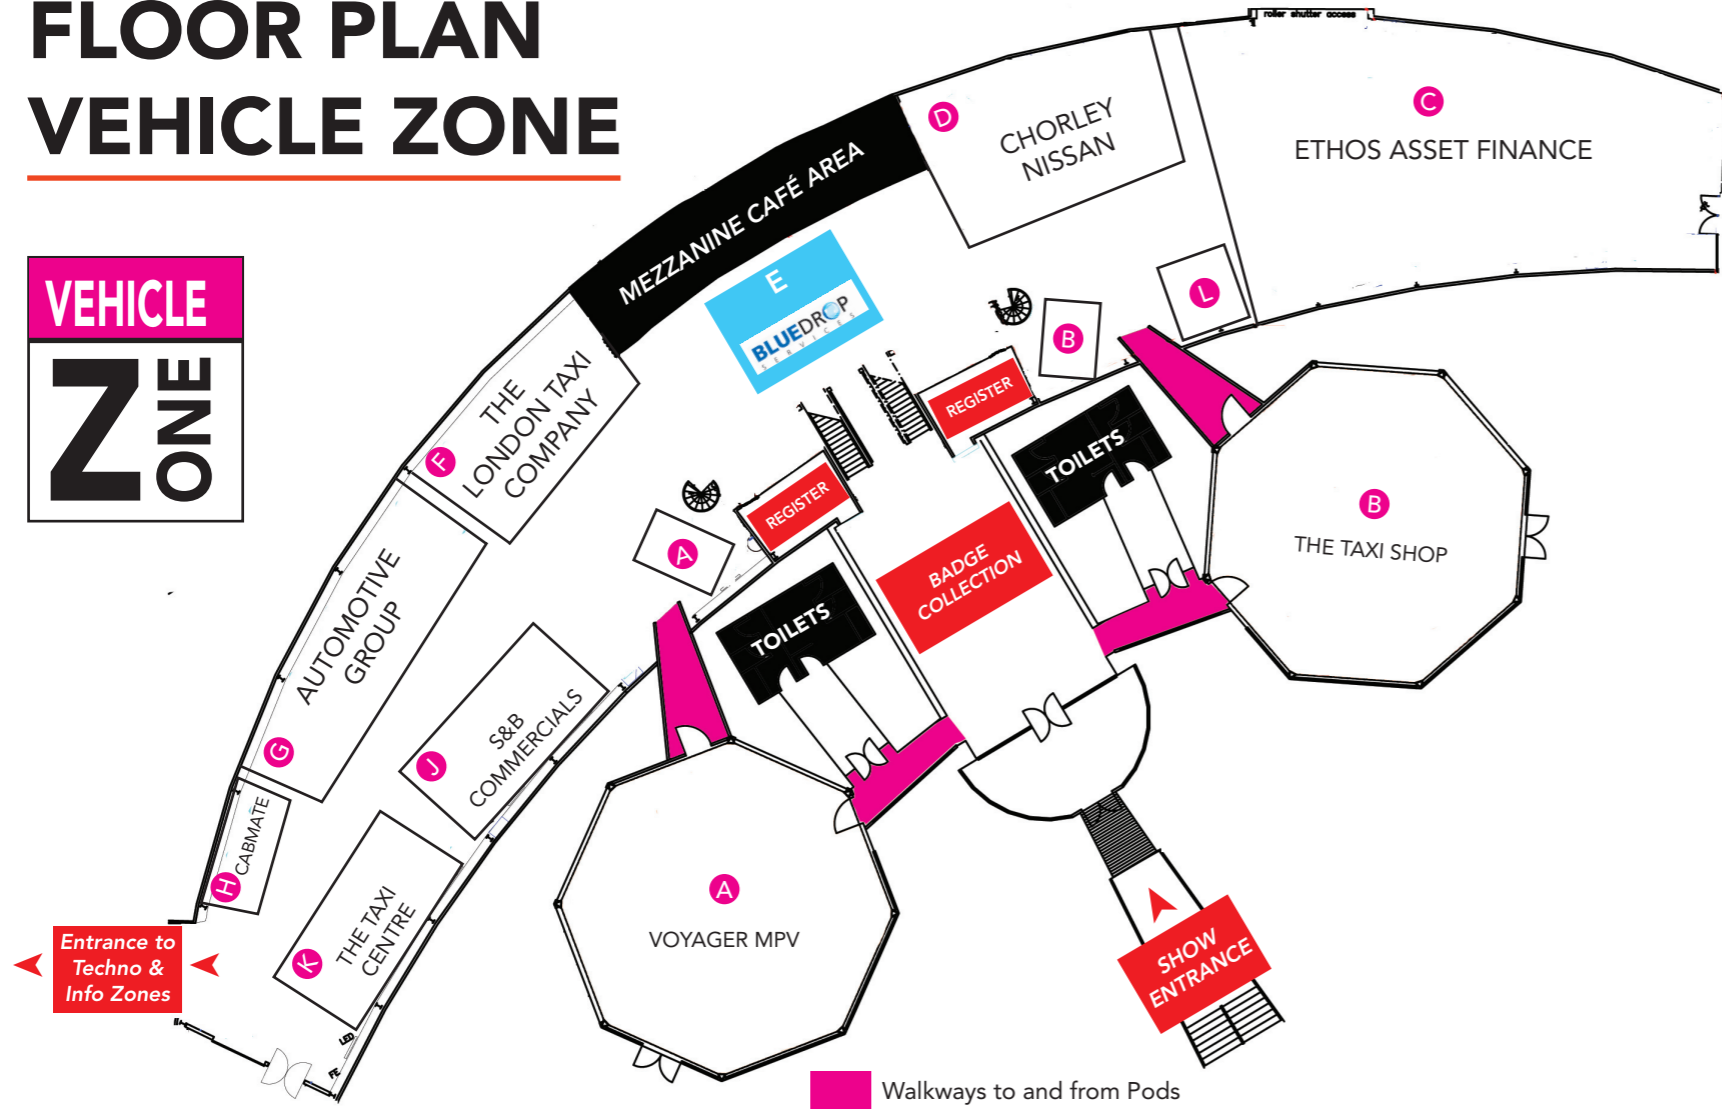 FLOOR PLAN
VEHICLE ZONE
VEHICLE
ZONE
roller shutter access
C
ETHOS ASSET FINANCE
D
CHORLEY
NISSAN
MEZZANINE CAFÉ AREA
E
BLUEDROP
SERVICES
L
B
REGISTER
TOILETS
THE
LONDON TAXI
COMPANY
F
A
REGISTER
BADGE
COLLECTION
TOILETS
B
THE TAXI SHOP
AUTOMOTIVE
GROUP
G
S&B
COMMERCIALS
J
CABMATE
H
THE TAXI
CENTRE
K
A
VOYAGER MPV
Entrance to
Techno &
Info Zones
SHOW
ENTRANCE
LED
Walkways to and from Pods